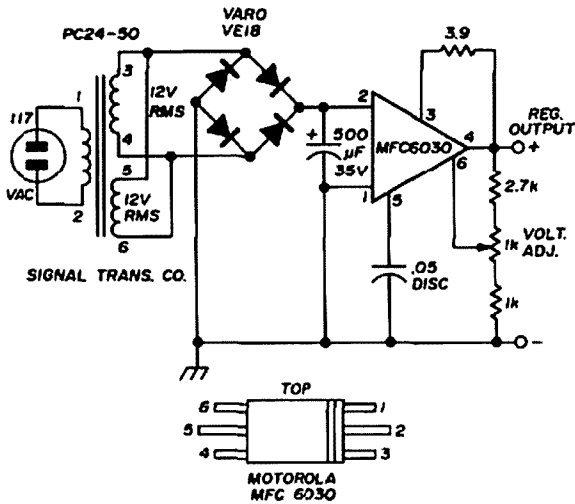 VARO
VE18
PC24-50
3.9
1
3
12V
RMS
117
VAC
4
5
12V
RMS
2
6
SIGNAL TRANS. CO.
+
500
µF
35V
2
1
MFC6030
3
4
6
5
REG.
OUTPUT
+
2.7k
1k
VOLT.
ADJ.
1k
.05
DISC
-
TOP
6
5
4
1
2
3
MOTOROLA
MFC 6030